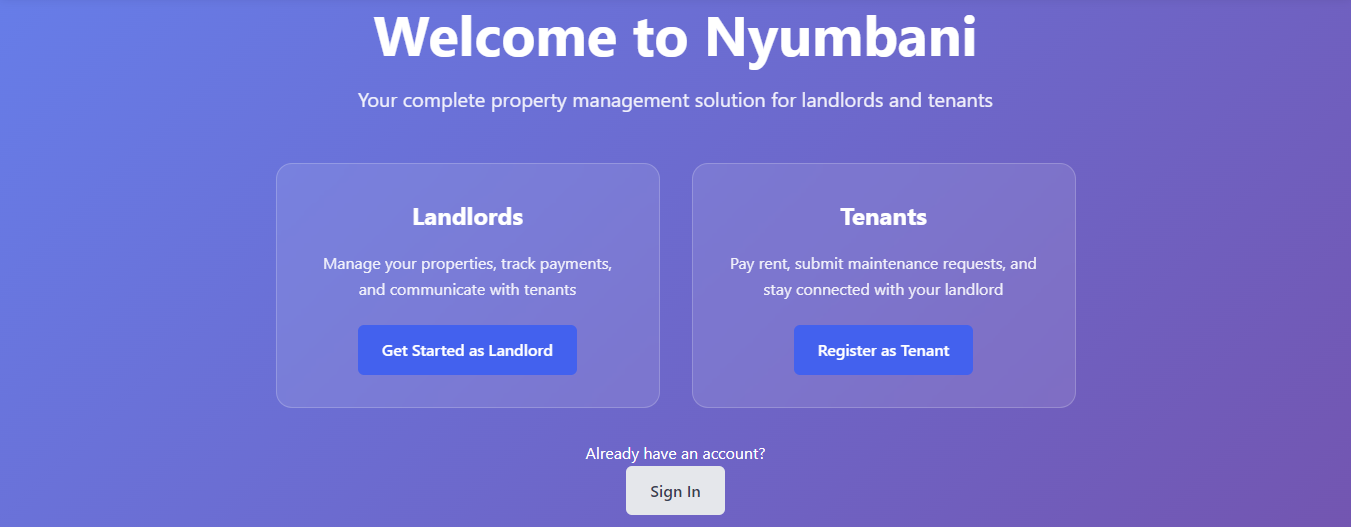 Welcome to Nyumbani
Your complete property management solution for landlords and tenants
Landlords
Manage your properties, track payments,
and communicate with tenants
Get Started as Landlord
Tenants
Pay rent, submit maintenance requests, and
stay connected with your landlord
Register as Tenant
Already have an account?
Sign In